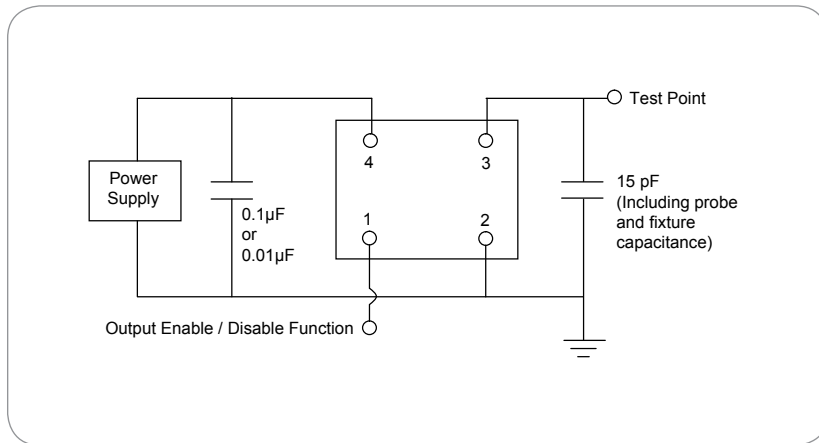 Test Point
4
3
Power
Supply
0.1µF
or
0.01µF
1
2
15 pF
(Including probe
and fixture
capacitance)
Output Enable / Disable Function